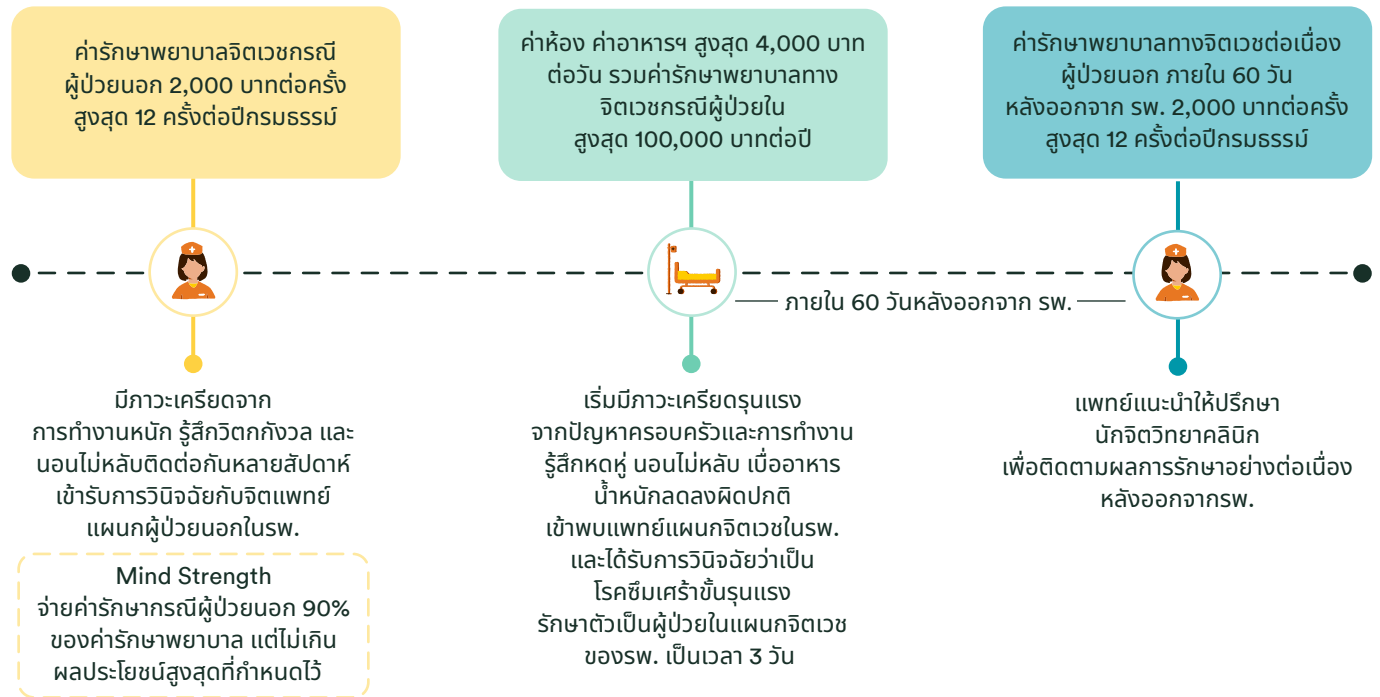 ค่ารักษาพยาบาลจิตเวชกรณี
ผู้ป่วยนอก 2,000 บาทต่อครั้ง
สูงสุด 12 ครั้งต่อปีกรมธรรม์
ค่าห้อง ค่าอาหารฯ สูงสุด 4,000 บาท
ต่อวัน รวมค่ารักษาพยาบาลทาง
จิตเวชกรณีผู้ป่วยใน
สูงสุด 100,000 บาทต่อปี
ค่ารักษาพยาบาลทางจิตเวชต่อเนื่อง
ผู้ป่วยนอก ภายใน 60 วัน
หลังออกจาก รพ. 2,000 บาทต่อครั้ง
สูงสุด 12 ครั้งต่อปีกรมธรรม์
ภายใน 60 วันหลังออกจาก รพ.
มีภาวะเครียดจาก
การทำงานหนัก รู้สึกวิตกกังวล และ
นอนไม่หลับติดต่อกันหลายสัปดาห์
เข้ารับการวินิจฉัยกับจิตแพทย์
แผนกผู้ป่วยนอกในรพ.
Mind Strength
จ่ายค่ารักษากรณีผู้ป่วยนอก 90%
ของค่ารักษาพยาบาล แต่ไม่เกิน
ผลประโยชน์สูงสุดที่กำหนดไว้
เริ่มมีภาวะเครียดรุนแรง
จากปัญหาครอบครัวและการทำงาน
รู้สึกหดหู่ นอนไม่หลับ เบื่ออาหาร
น้ำหนักลดลงผิดปกติ
เข้าพบแพทย์แผนกจิตเวชในรพ.
และได้รับการวินิจฉัยว่าเป็น
โรคซึมเศร้าขั้นรุนแรง
รักษาตัวเป็นผู้ป่วยในแผนกจิตเวช
ของรพ. เป็นเวลา 3 วัน
แพทย์แนะนำให้ปรึกษา
นักจิตวิทยาคลินิก
เพื่อติดตามผลการรักษาอย่างต่อเนื่อง
หลังออกจากรพ.